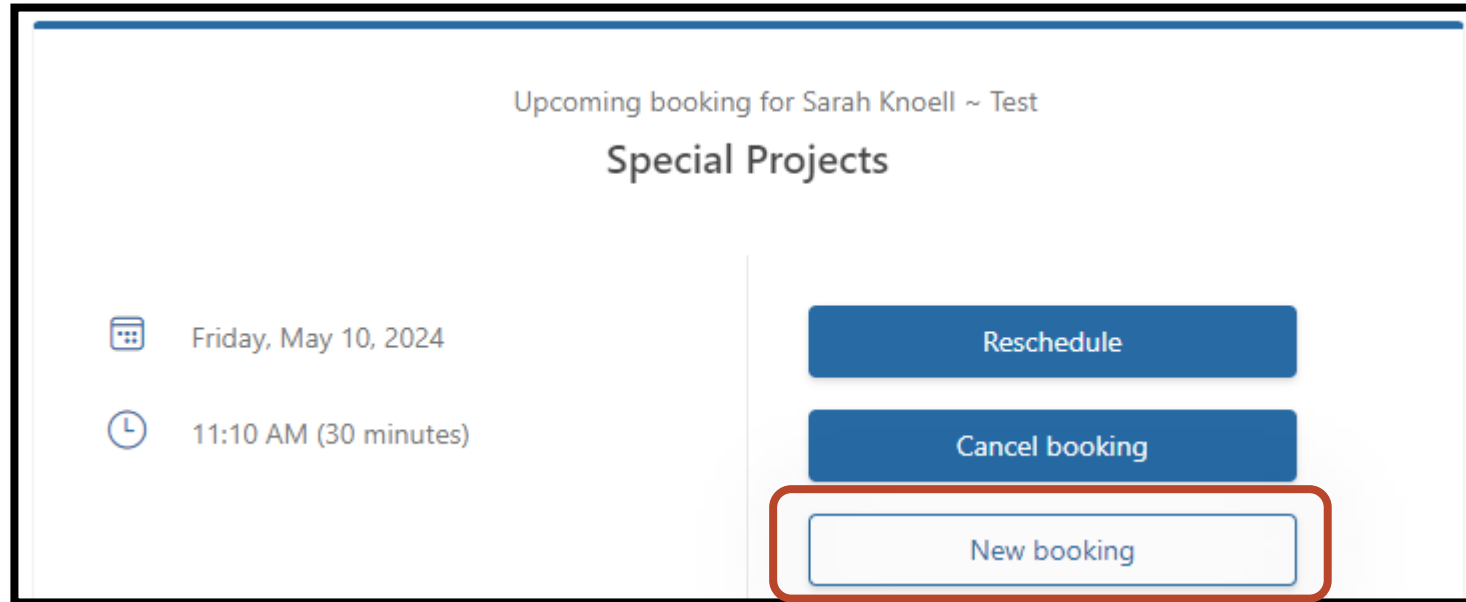 Upcoming booking for Sarah Knoell ~ Test
Special Projects
Friday, May 10, 2024
11:10 AM (30 minutes)
Reschedule
Cancel booking
New booking